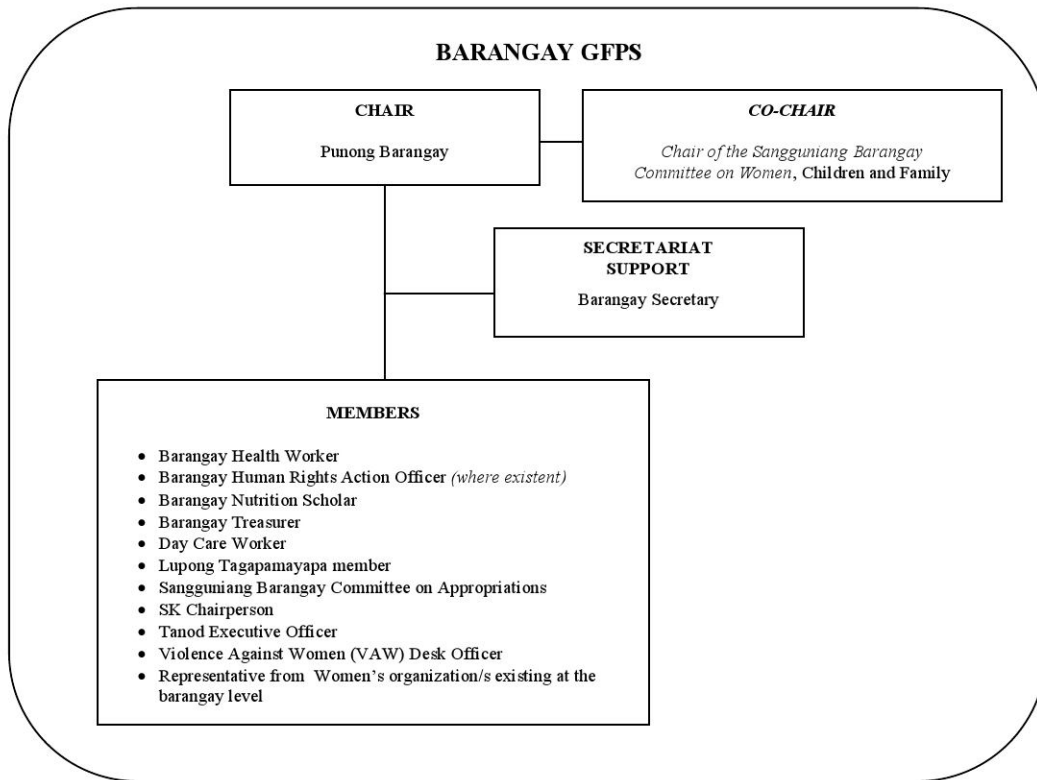 BARANGAY GFPS
CHAIR
Punong Barangay
CO-CHAIR
Chair of the Sangguniang Barangay
Committee on Women, Children and Family
SECRETARIAT
SUPPORT
Barangay Secretary
MEMBERS
• Barangay Health Worker
• Barangay Human Rights Action Officer (where existent)
• Barangay Nutrition Scholar
• Barangay Treasurer
• Day Care Worker
• Lupong Tagapamayapa member
• Sangguniang Barangay Committee on Appropriations
• SK Chairperson
• Tanod Executive Officer
• Violence Against Women (VAW) Desk Officer
• Representative from Women's organization/s existing at the
barangay level